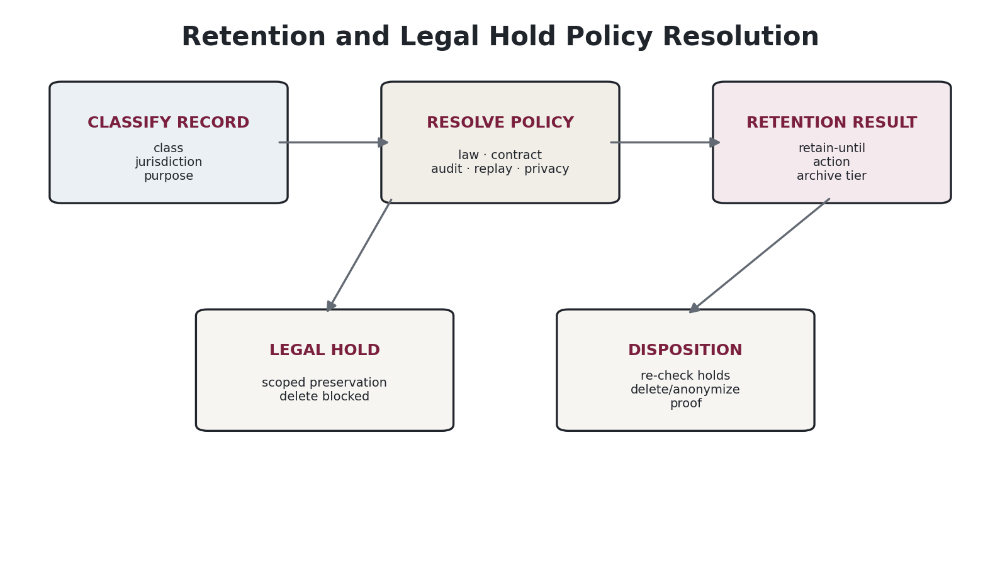 Retention and Legal Hold Policy Resolution
CLASSIFY RECORD
class
jurisdiction
purpose
RESOLVE POLICY
law · contract
audit · replay · privacy
RETENTION RESULT
retain-until
action
archive tier
LEGAL HOLD
scoped preservation
delete blocked
DISPOSITION
re-check holds
delete/anonymize
proof